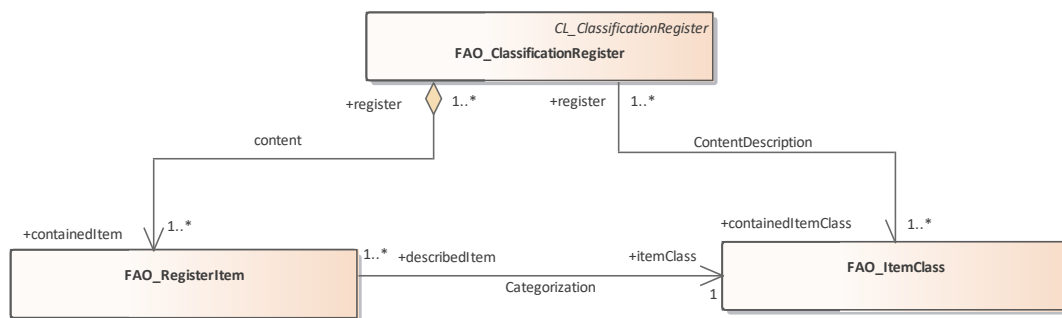 CL_ClassificationRegister
FAO_ClassificationRegister
+register
1..*
+register
1..*
content
ContentDescription
+containedItem
1..*
+containedItemClass
1..*
FAO_RegisterItem
1..*
+describedItem
+itemClass
Categorization
1
FAO_ItemClass